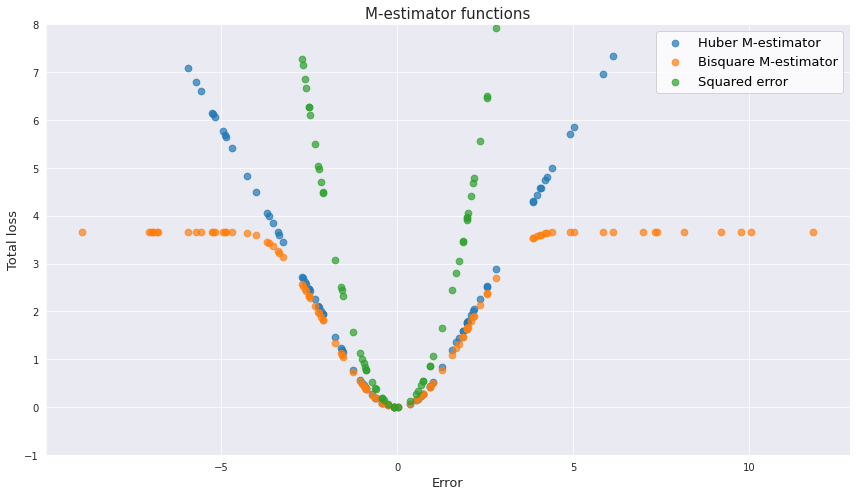 M-estimator functions
8
7
6
5
4
3
2
1
0
−1
Total loss
Huber M-estimator
Bisquare M-estimator
Squared error
−5
0
5
10
Error